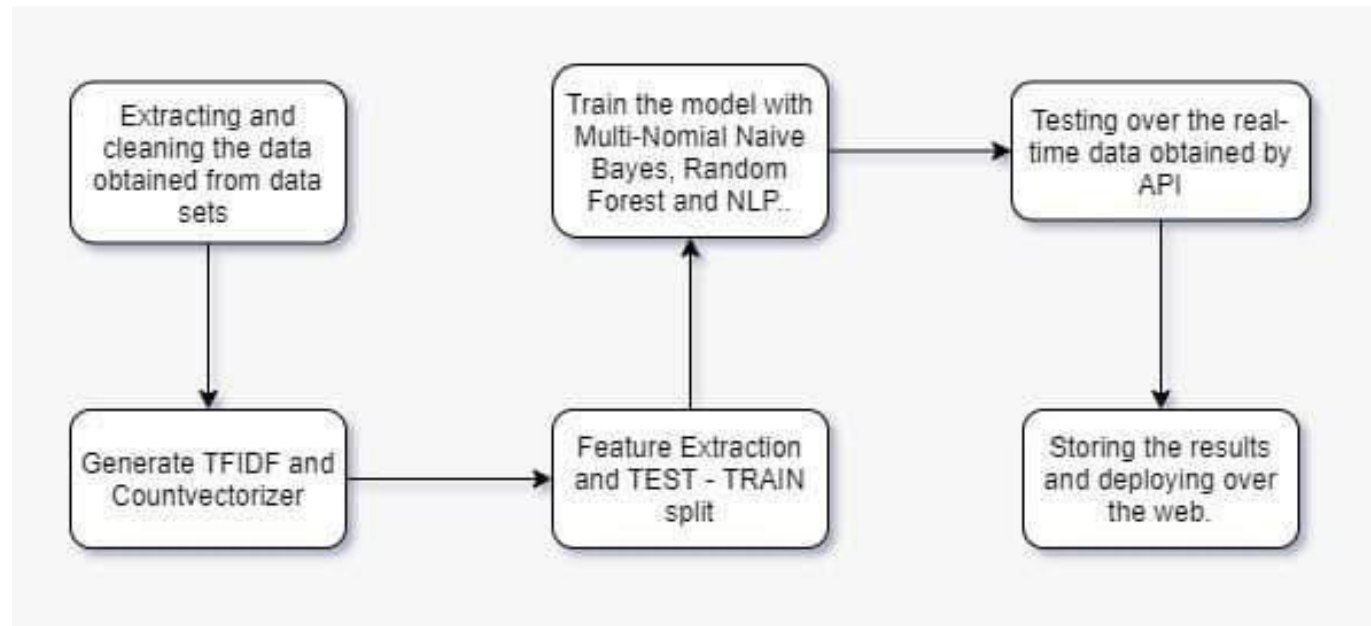 Extracting and
cleaning the data
obtained from data
sets
Generate TFIDF and
Countvectorizer
Feature Extraction
and TEST - TRAIN
split
Train the model with
Multi-Nomial Naive
Bayes, Random
Forest and NLP..
Testing over the real-
time data obtained by
API
Storing the results
and deploying over
the web.